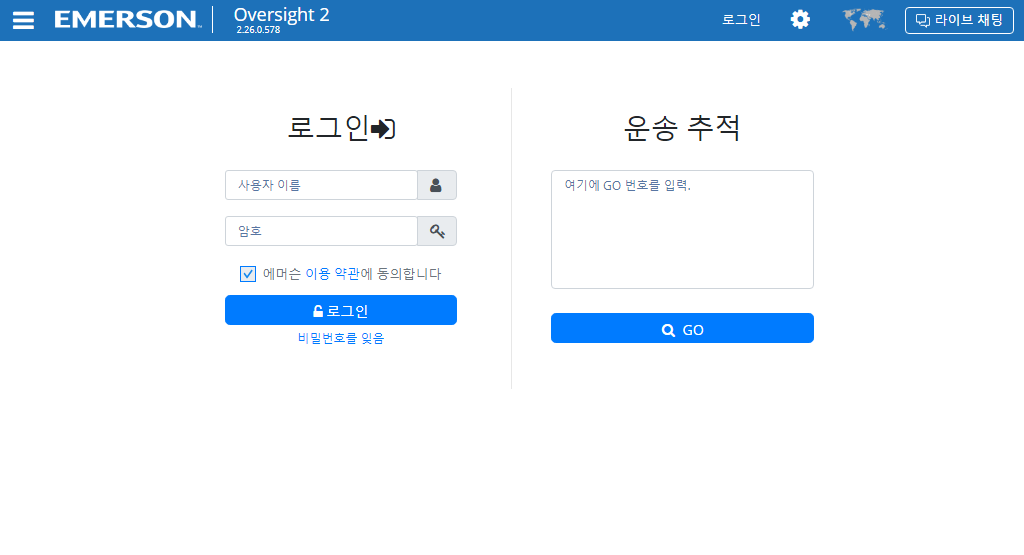 EMERSON™
Oversight 2
2.26.0.578
로그인
라이브 채팅
로그인
사용자 이름
암호
에머슨 이용 약관에 동의합니다
로그인
비밀번호를 잊음
운송 추적
여기에 GO 번호를 입력.
GO